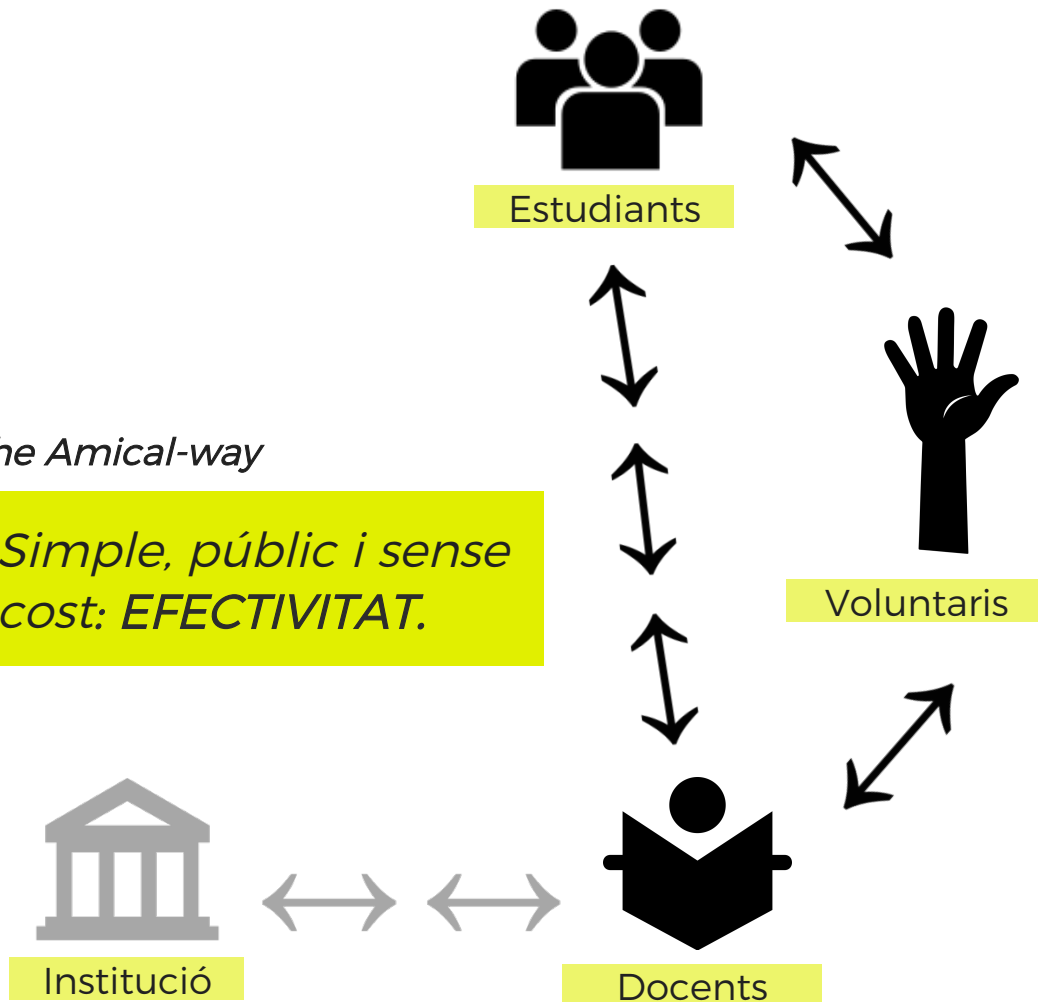 Estudiants
he Amical-way
Simple, públic i sense
cost: EFECTIVITAT.
Voluntaris
Institució
Docents